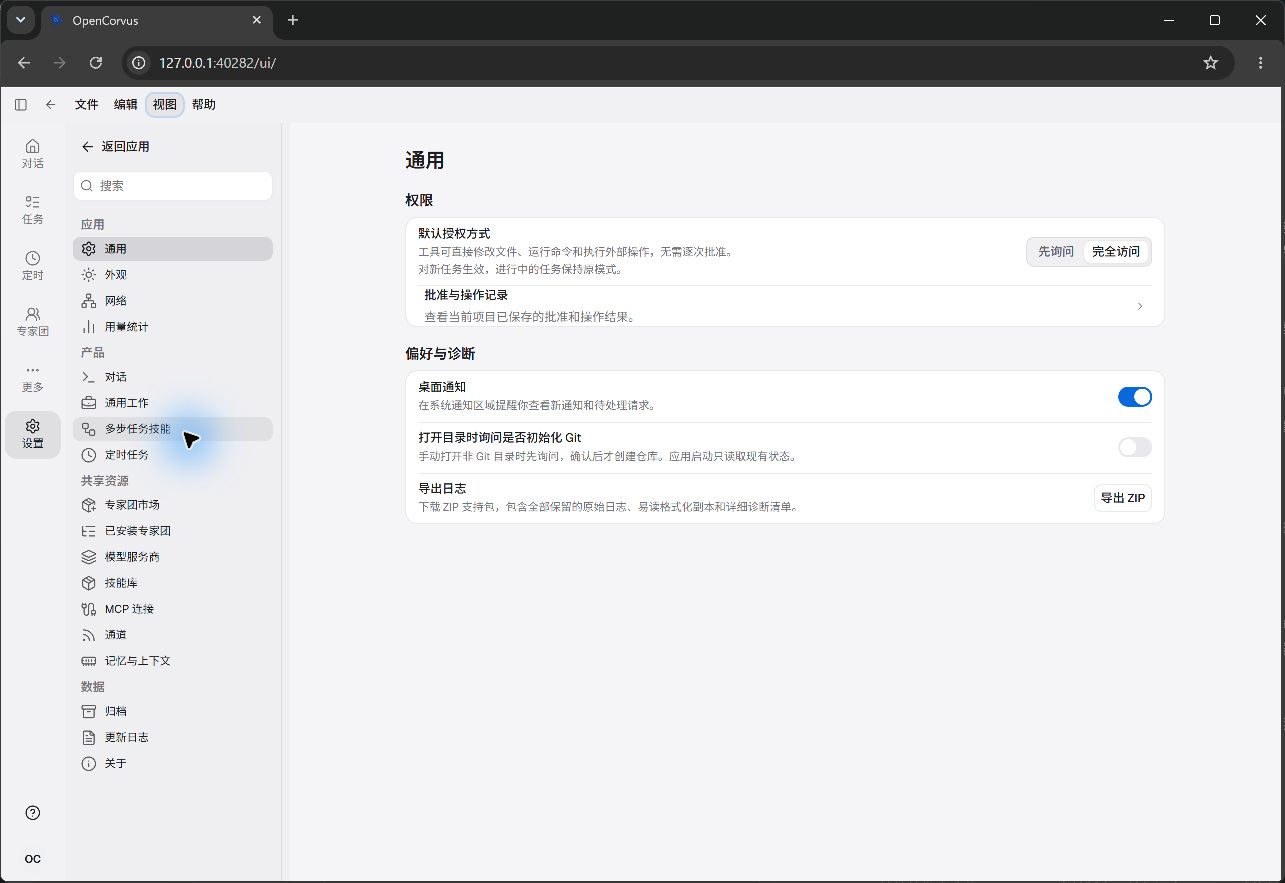 OpenCorvus
127.0.0.1:40282/ui/
文件 编辑 视图 帮助
对话
任务
定时
专家团
更多
设置
OC
返回应用
搜索
应用
通用
外观
网络
用量统计
产品
对话
通用工作
多步任务技能
定时任务
共享资源
专家团市场
已安装专家团
模型服务商
技能库
MCP 连接
通道
记忆与上下文
数据
归档
更新日志
关于
通用
权限
默认授权方式
工具可直接修改文件、运行命令和执行外部操作，无需逐次批准。
对新任务生效，进行中的任务保持原模式。
先询问 完全访问
批准与操作记录
查看当前项目已保存的批准和操作结果。
偏好与诊断
桌面通知
在系统通知区域提醒你查看新通知和待处理请求。
打开目录时询问是否初始化 Git
手动打开非 Git 目录时先询问，确认后才创建仓库。应用启动只读取现有状态。
导出日志
下载 ZIP 支持包，包含全部保留的原始日志、易读格式化副本和详细诊断清单。
导出 ZIP